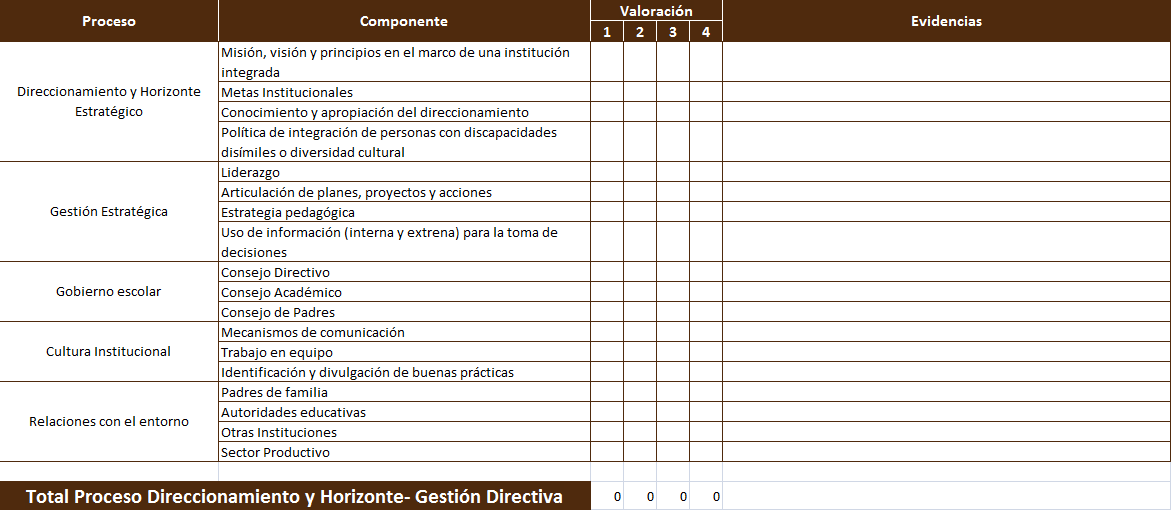 Proceso
Componente
Valoración
Evidencias
1 2 3 4
Direccionamiento y Horizonte
Estratégico
Misión, visión y principios en el marco de una institución
integrada
Metas Institucionales
Conocimiento y apropiación del direccionamiento
Política de integración de personas con discapacidades
disímiles o diversidad cultural
Gestión Estratégica
Liderazgo
Articulación de planes, proyectos y acciones
Estrategia pedagógica
Uso de información (interna y extrena) para la toma de
decisiones
Gobierno escolar
Consejo Directivo
Consejo Académico
Consejo de Padres
Cultura Institucional
Mecanismos de comunicación
Trabajo en equipo
Identificación y divulgación de buenas prácticas
Relaciones con el entorno
Padres de familia
Autoridades educativas
Otras Instituciones
Sector Productivo
Total Proceso Direccionamiento y Horizonte- Gestión Directiva 0 0 0 0